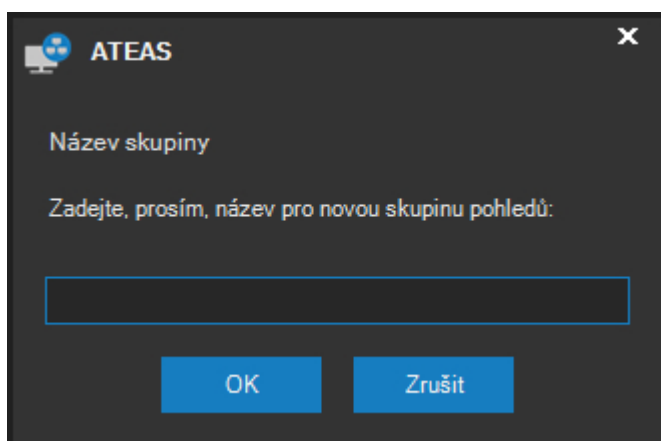 ATEAS
Název skupiny
Zadejte, prosím, název pro novou skupinu pohledů:
OK
Zrušit